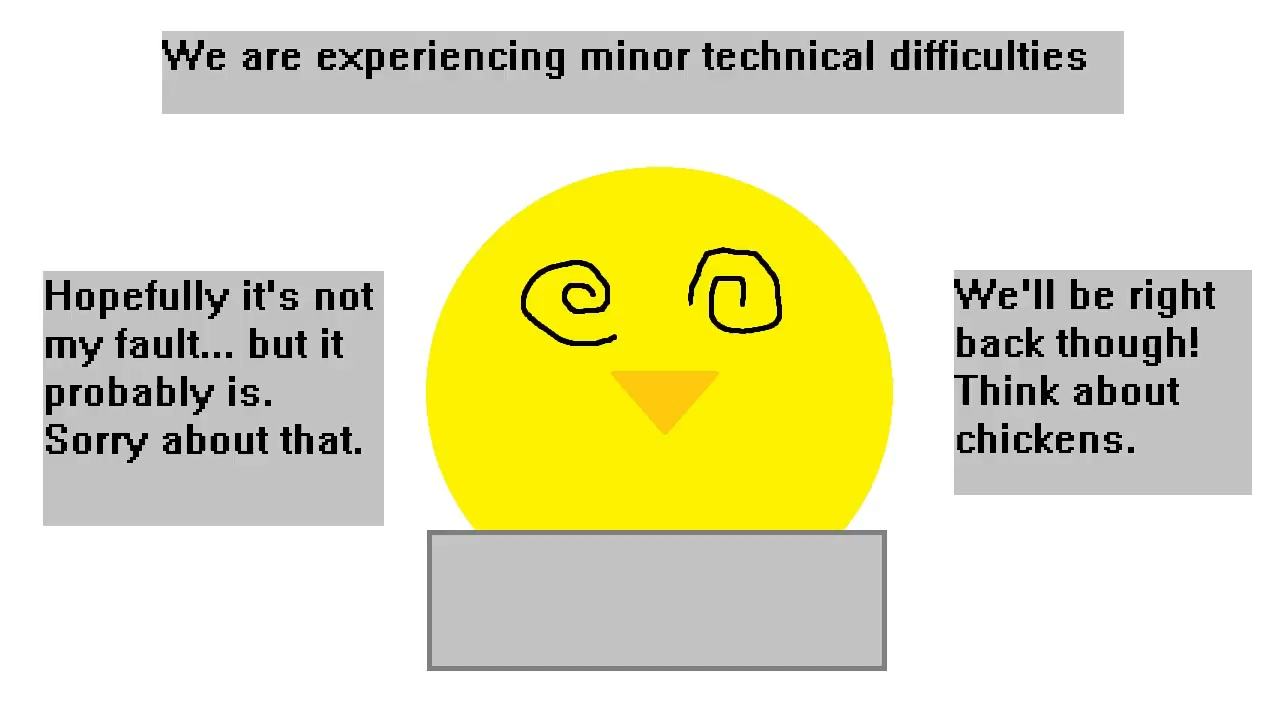 We are experiencing minor technical difficulties
Hopefully it's not
my fault... but it
probably is.
Sorry about that.
We'll be right
back though!
Think about
chickens.